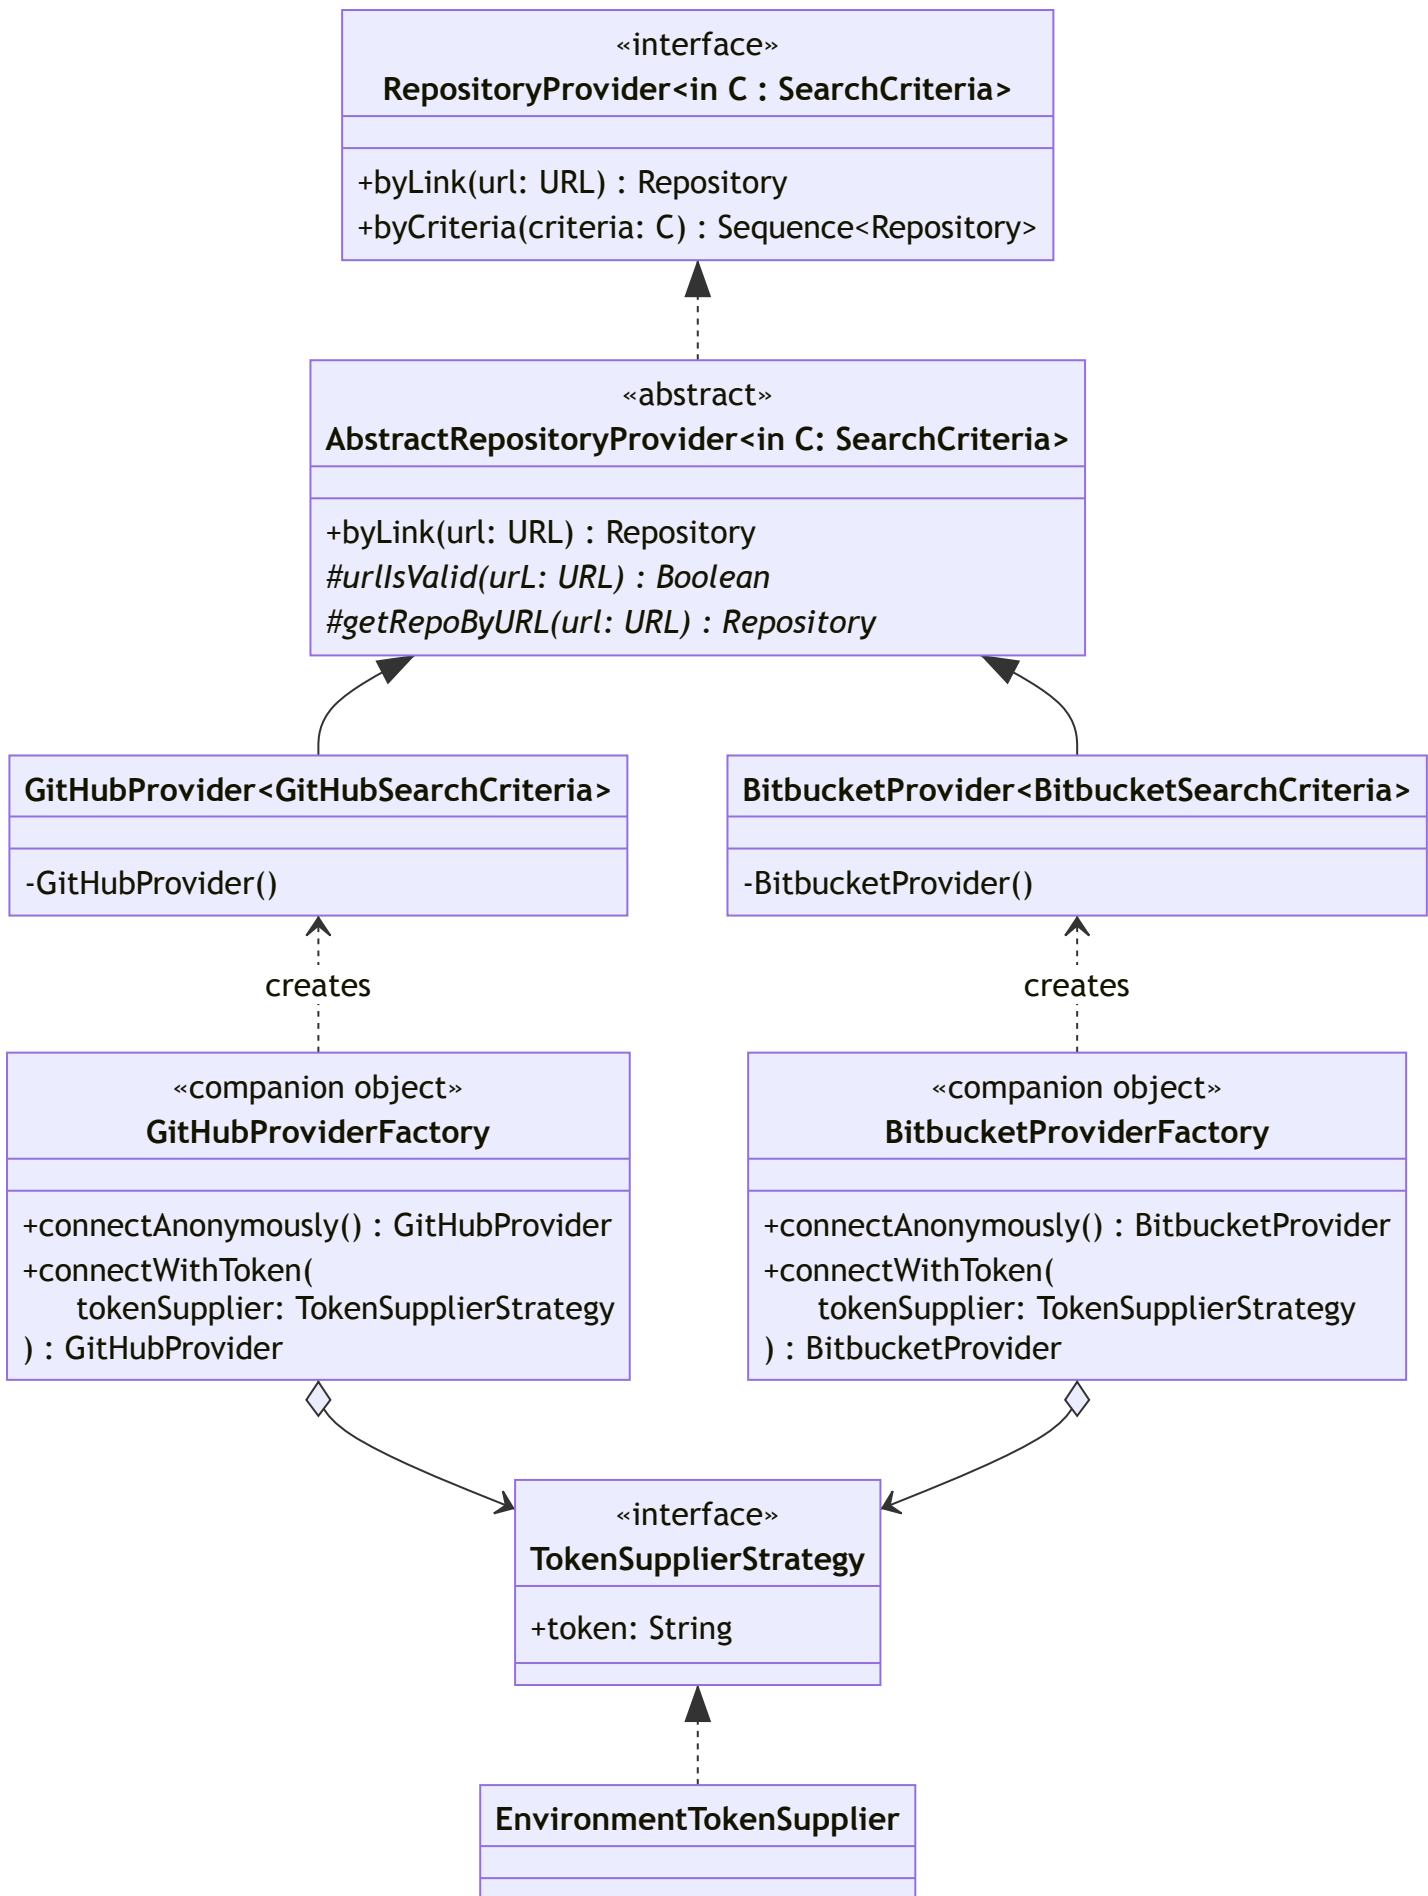 «interface»
RepositoryProvider<in C : SearchCriteria>
+byLink(url: URL) : Repository
+byCriteria(criteria: C) : Sequence<Repository>
«abstract»
AbstractRepositoryProvider<in C: SearchCriteria>
+byLink(url: URL) : Repository
#urlIsValid(urL: URL) : Boolean
#getRepoByURL(url: URL) : Repository
GitHubProvider<GitHubSearchCriteria>
-GitHubProvider()
BitbucketProvider<BitbucketSearchCriteria>
-BitbucketProvider()
creates
creates
«companion object»
GitHubProviderFactory
+connectAnonymously() : GitHubProvider
+connectWithToken(
tokenSupplier: TokenSupplierStrategy
) : GitHubProvider
«companion object»
BitbucketProviderFactory
+connectAnonymously() : BitbucketProvider
+connectWithToken(
tokenSupplier: TokenSupplierStrategy
) : BitbucketProvider
«interface»
TokenSupplierStrategy
+token: String
EnvironmentTokenSupplier